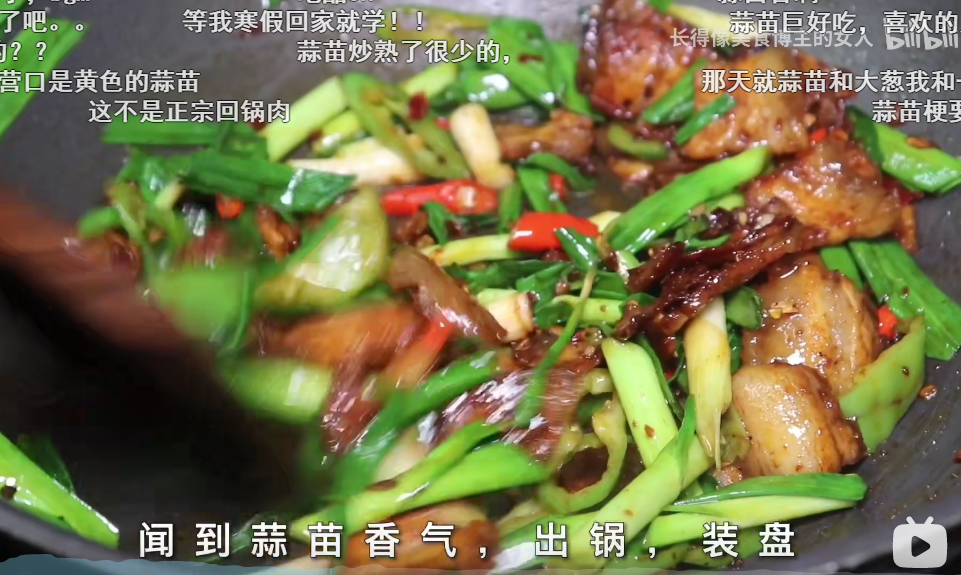 了吧。。
等我寒假回家就学！！
蒜苗巨好吃，喜欢的
的？？
蒜苗炒熟了很少的，
长得像美食博主的女人 bilibili
营口是黄色的蒜苗
那天就蒜苗和大葱我和
这不是正宗回锅肉
蒜苗梗要
闻到蒜苗香气，出锅，装盘